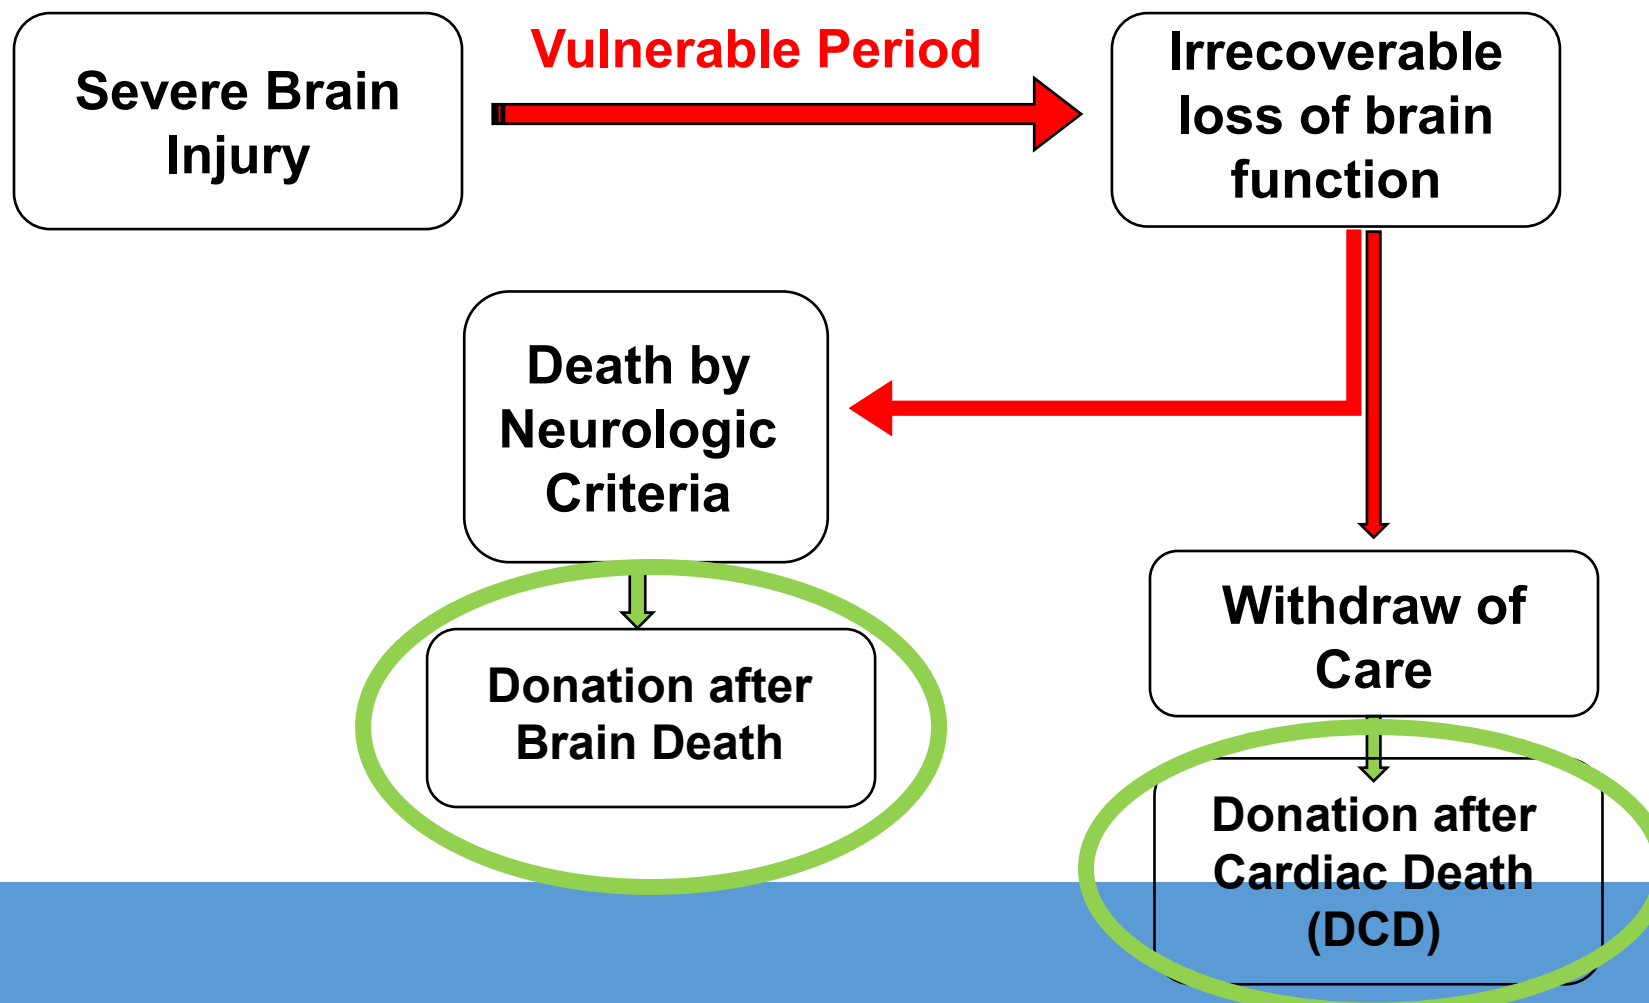 Severe Brain
Injury
Vulnerable Period
Irrecoverable
loss of brain
function
Death by
Neurologic
Criteria
Donation after
Brain Death
Withdraw of
Care
Donation after
Cardiac Death
(DCD)